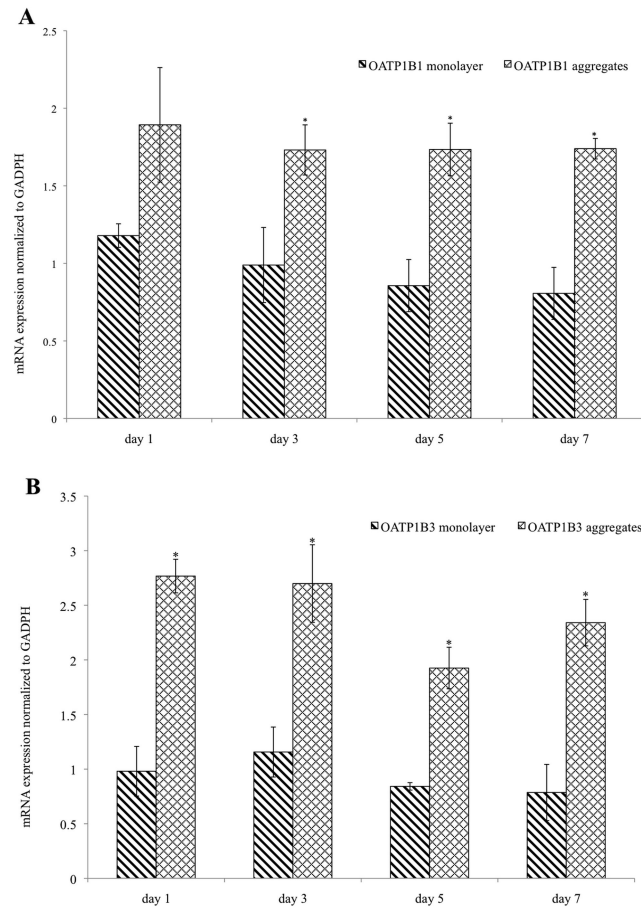 A
2.5
OATP1B1 monolayer OATP1B1 aggregates
2
* * *
1.5
1
0.5
0
mRNA expression normalized to GADPH
day 1 day 3 day 5 day 7
B
3.5
OATP1B3 monolayer OATP1B3 aggregates
3
* * * *
2.5
2
1.5
1
0.5
0
mRNA expression normalized to GADPH
day 1 day 3 day 5 day 7